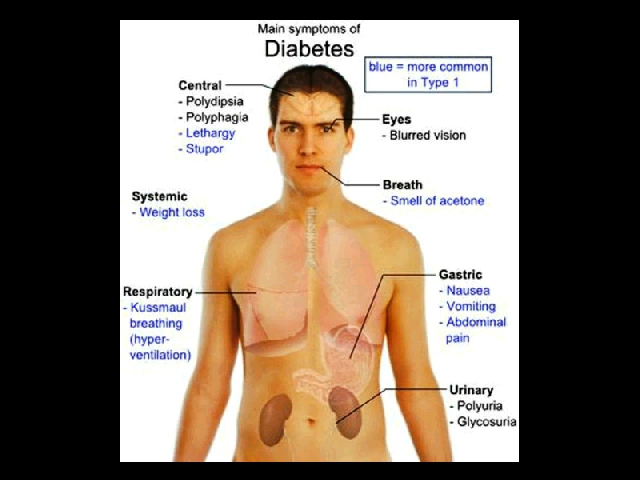 Main symptoms of
Diabetes
blue = more common
in Type 1
Central
- Polydipsia
- Polyphagia
- Lethargy
- Stupor
Eyes
- Blurred vision
Breath
- Smell of acetone
Systemic
- Weight loss
Respiratory
- Kussmaul
breathing
(hyper-
ventilation)
Gastric
- Nausea
- Vomiting
- Abdominal
pain
Urinary
- Polyuria
- Glycosuria